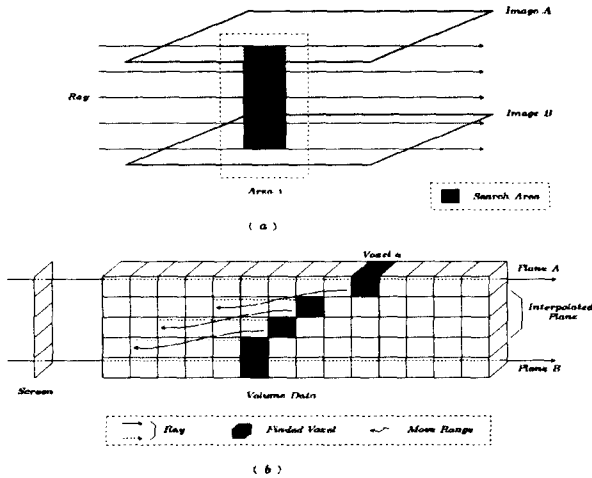 Image A
Ray
Image B
Area i
Search Area
( a )
Voxel a
Plane A
Interpolated
Plane
Plane B
Screen
Volume Data
Ray
Finded Voxel
Move Range
( b )